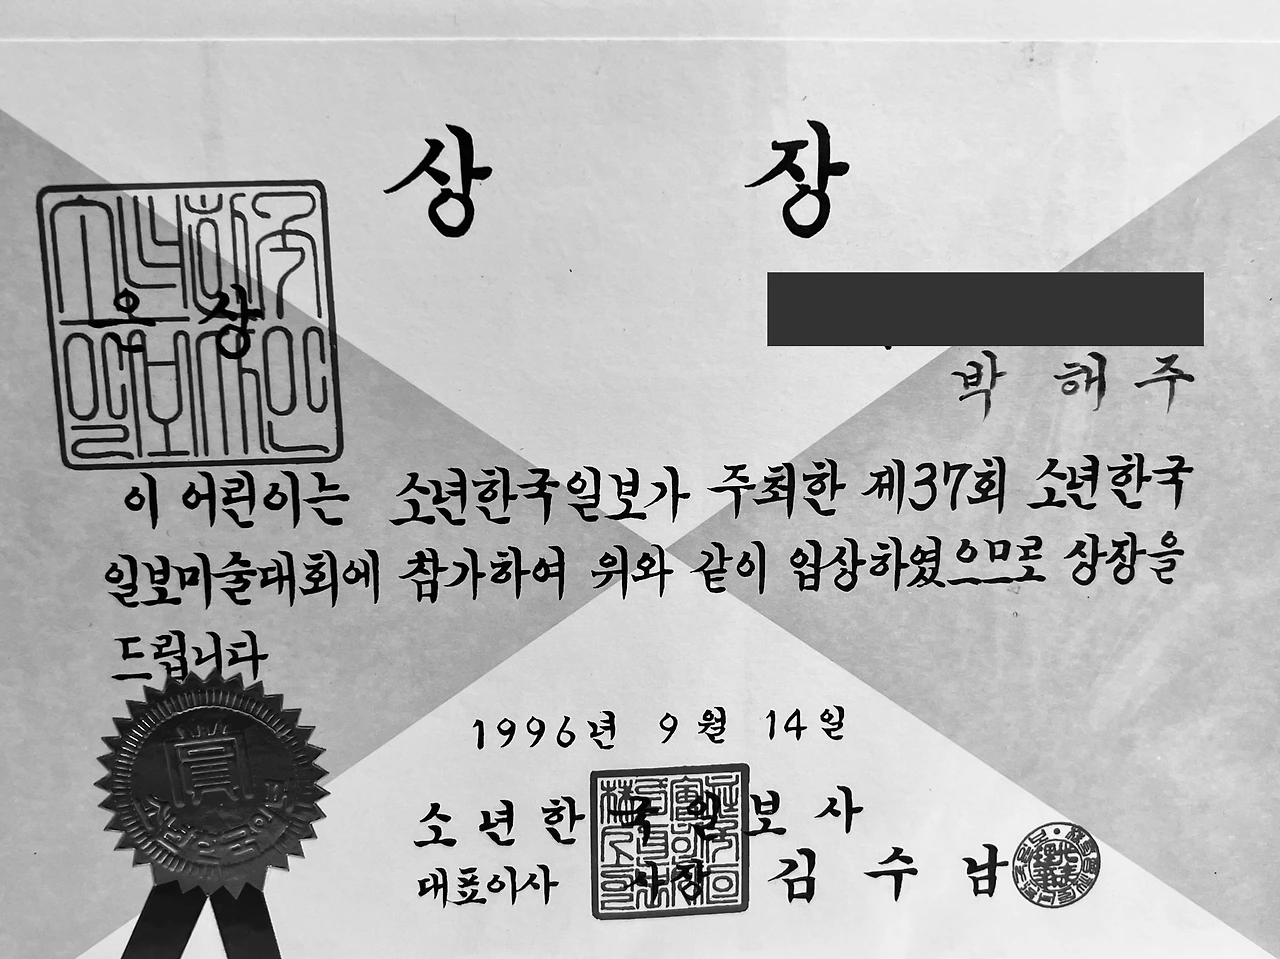 상 장
은 상
박 해 주
이 어린이는 소년한국일보가 주최한 제37회 소년한국
일보미술대회에 참가하여 위와 같이 입상하였으므로 상장을
드립니다
1996년 9월 14일
소년한국일보사
대표이사 사장 김수남
賞